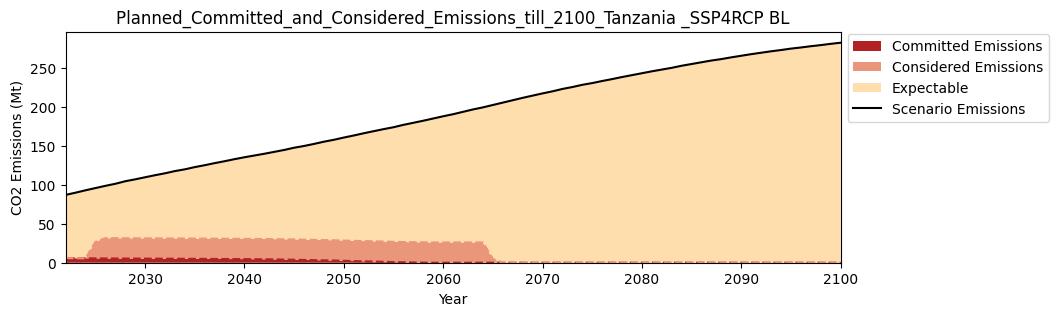 Planned_Committed_and_Considered_Emissions_till_2100_Tanzania _SSP4RCP BL
Committed Emissions
Considered Emissions
Expectable
Scenario Emissions
CO2 Emissions (Mt)
250
200
150
100
50
0
2030 2040 2050 2060 2070 2080 2090 2100
Year